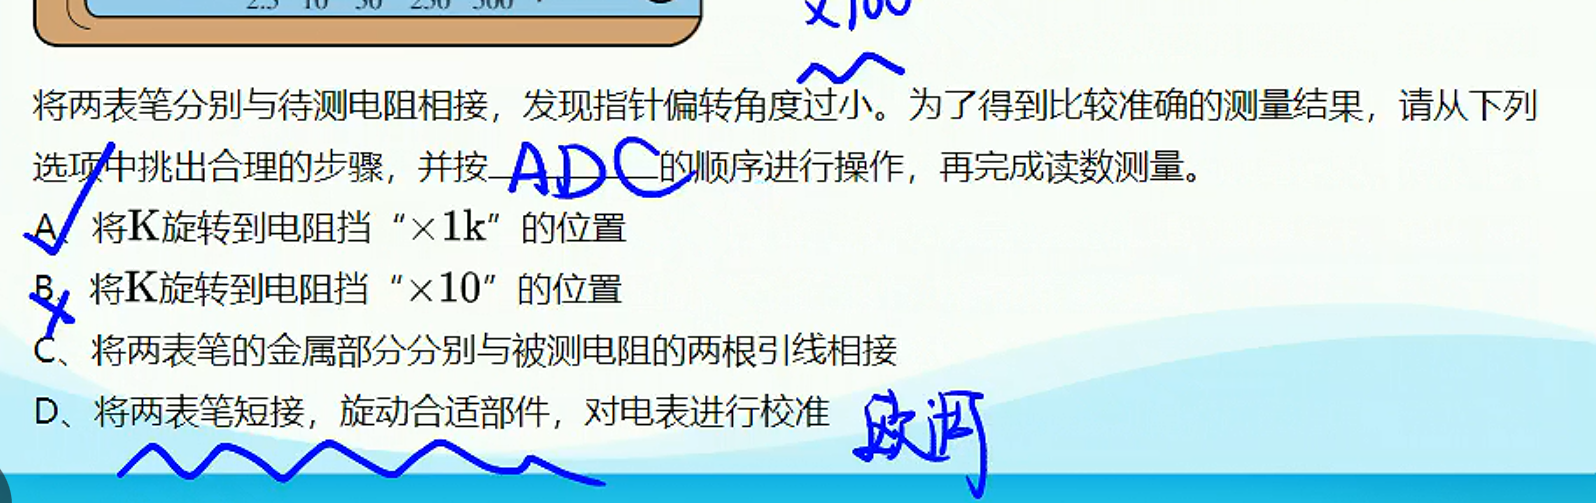 2.5 10 50 250 500
×100
将两表笔分别与待测电阻相接，发现指针偏转角度过小。为了得到比较准确的测量结果，请从下列
选项中挑出合理的步骤，并按ADC的顺序进行操作，再完成读数测量。
A、将K旋转到电阻挡“×1k”的位置
B、将K旋转到电阻挡“×10”的位置
C、将两表笔的金属部分分别与被测电阻的两根引线相接
D、将两表笔短接，旋动合适部件，对电表进行校准 欧调